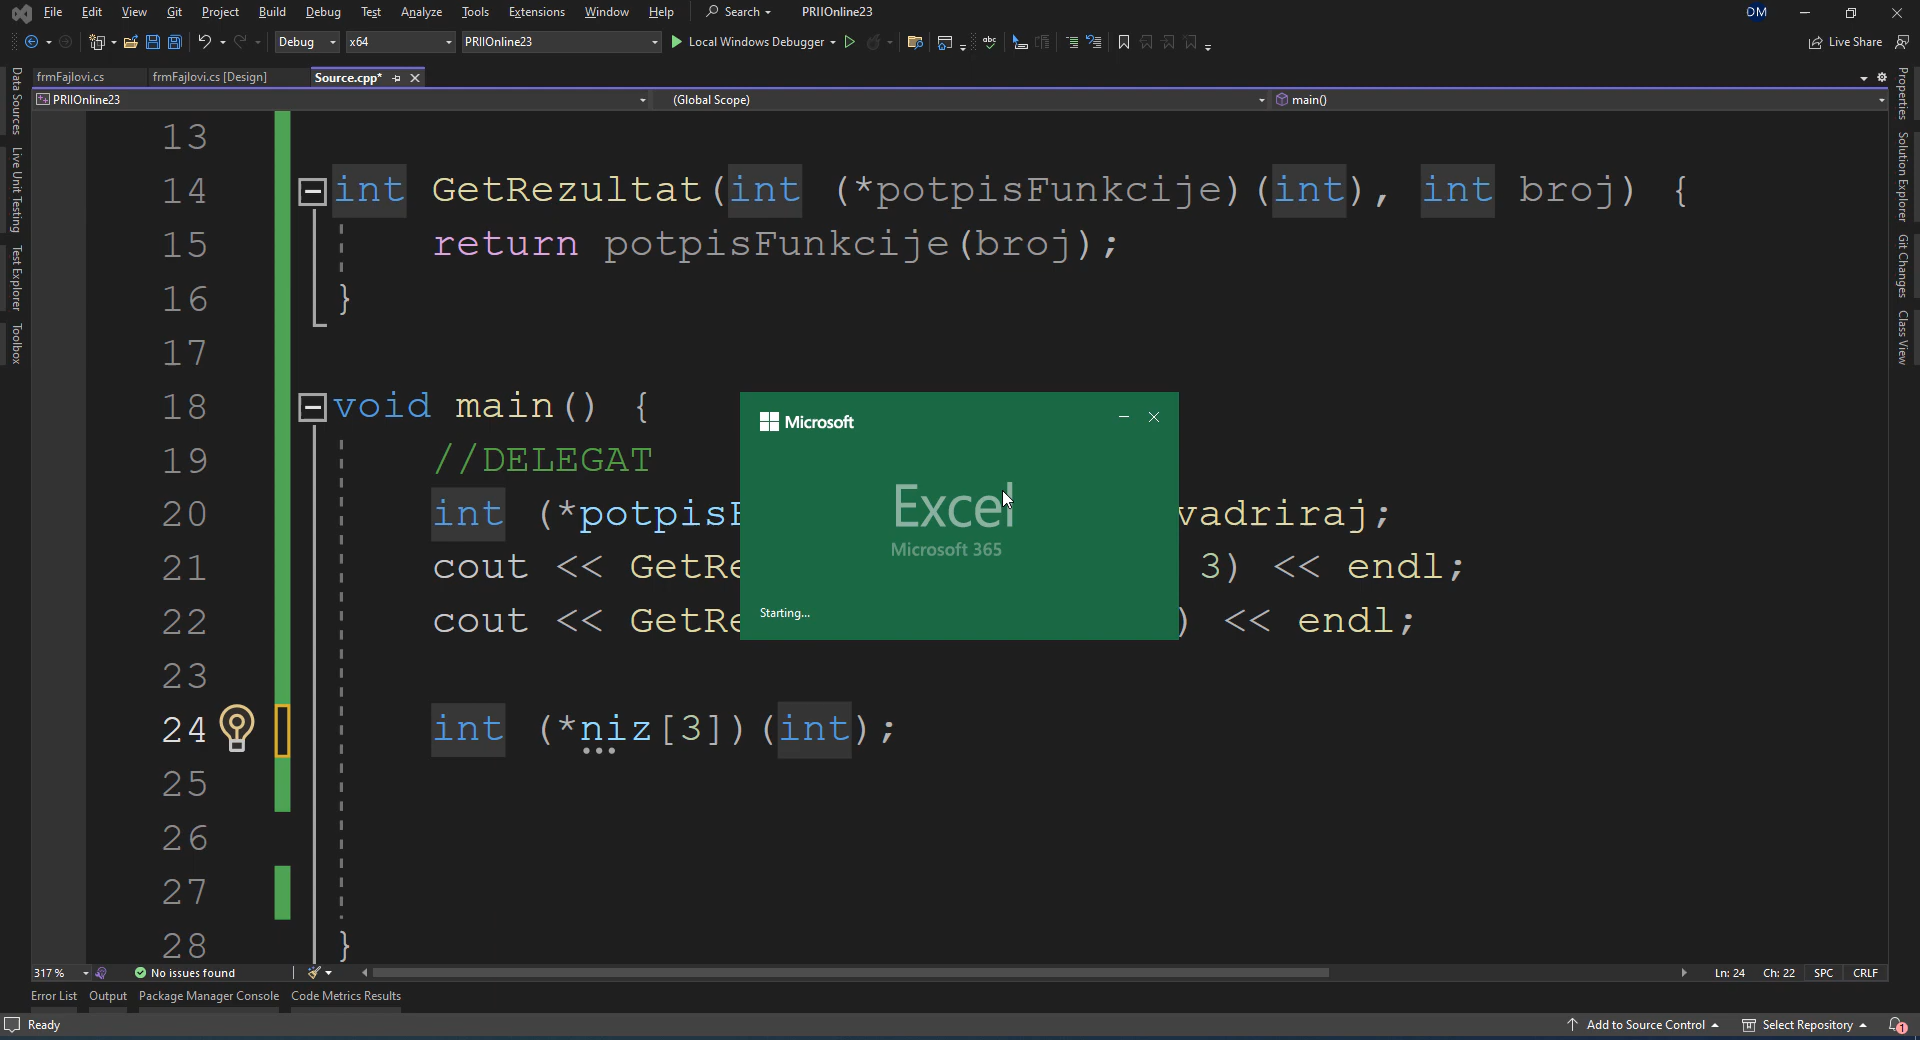 File Edit View Git Project Build Debug Test Analyze Tools Extensions Window Help Search PRIIOnline23 OM
Debug x64 PRIIOnline23 Local Windows Debugger Live Share
frmFajlovi.cs frmFajlovi.cs [Design] Source.cpp*
PRIIOnline23 (Global Scope) main()
Data Sources
Live Unit Testing
Test Explorer
Toolbox
13
14 int GetRezultat(int (*potpisFunkcije)(int), int broj) {
15 return potpisFunkcije(broj);
16 }
17
18 void main() {
19 //DELEGAT
20 int (*potpis vadriraj;
21 cout << GetRe 3) << endl;
22 cout << GetRe ) << endl;
23
24 int (*niz[3])(int);
25
26
27
28 }
Microsoft
Excel
Microsoft 365
Starting...
Properties
Solution Explorer
Git Changes
Class View
317 % No issues found Ln: 24 Ch: 22 SPC CRLF
Error List Output Package Manager Console Code Metrics Results
Ready Add to Source Control Select Repository 1